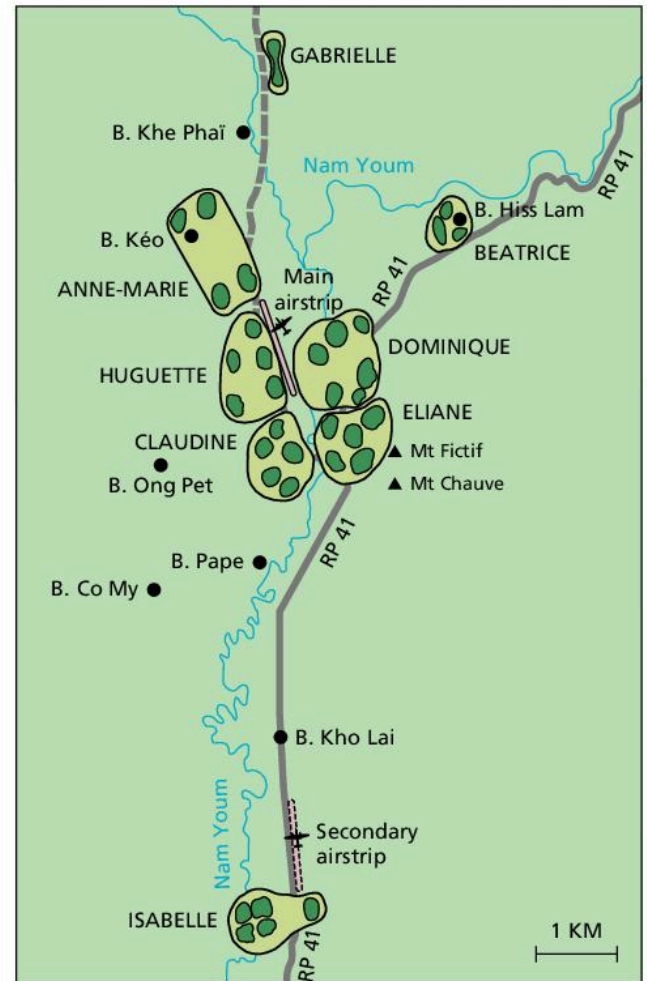 GABRIELLE
B. Khe Phaï
Nam Youm
RP 41
B. Hiss Lam
B. Kéo
BEATRICE
ANNE-MARIE
Main
airstrip
RP 41
DOMINIQUE
HUGUETTE
ELIANE
CLAUDINE
Mt Fictif
B. Ong Pet
Mt Chauve
RP 41
B. Pape
B. Co My
B. Kho Lai
Nam Youm
Secondary
airstrip
ISABELLE
1 KM
RP 41